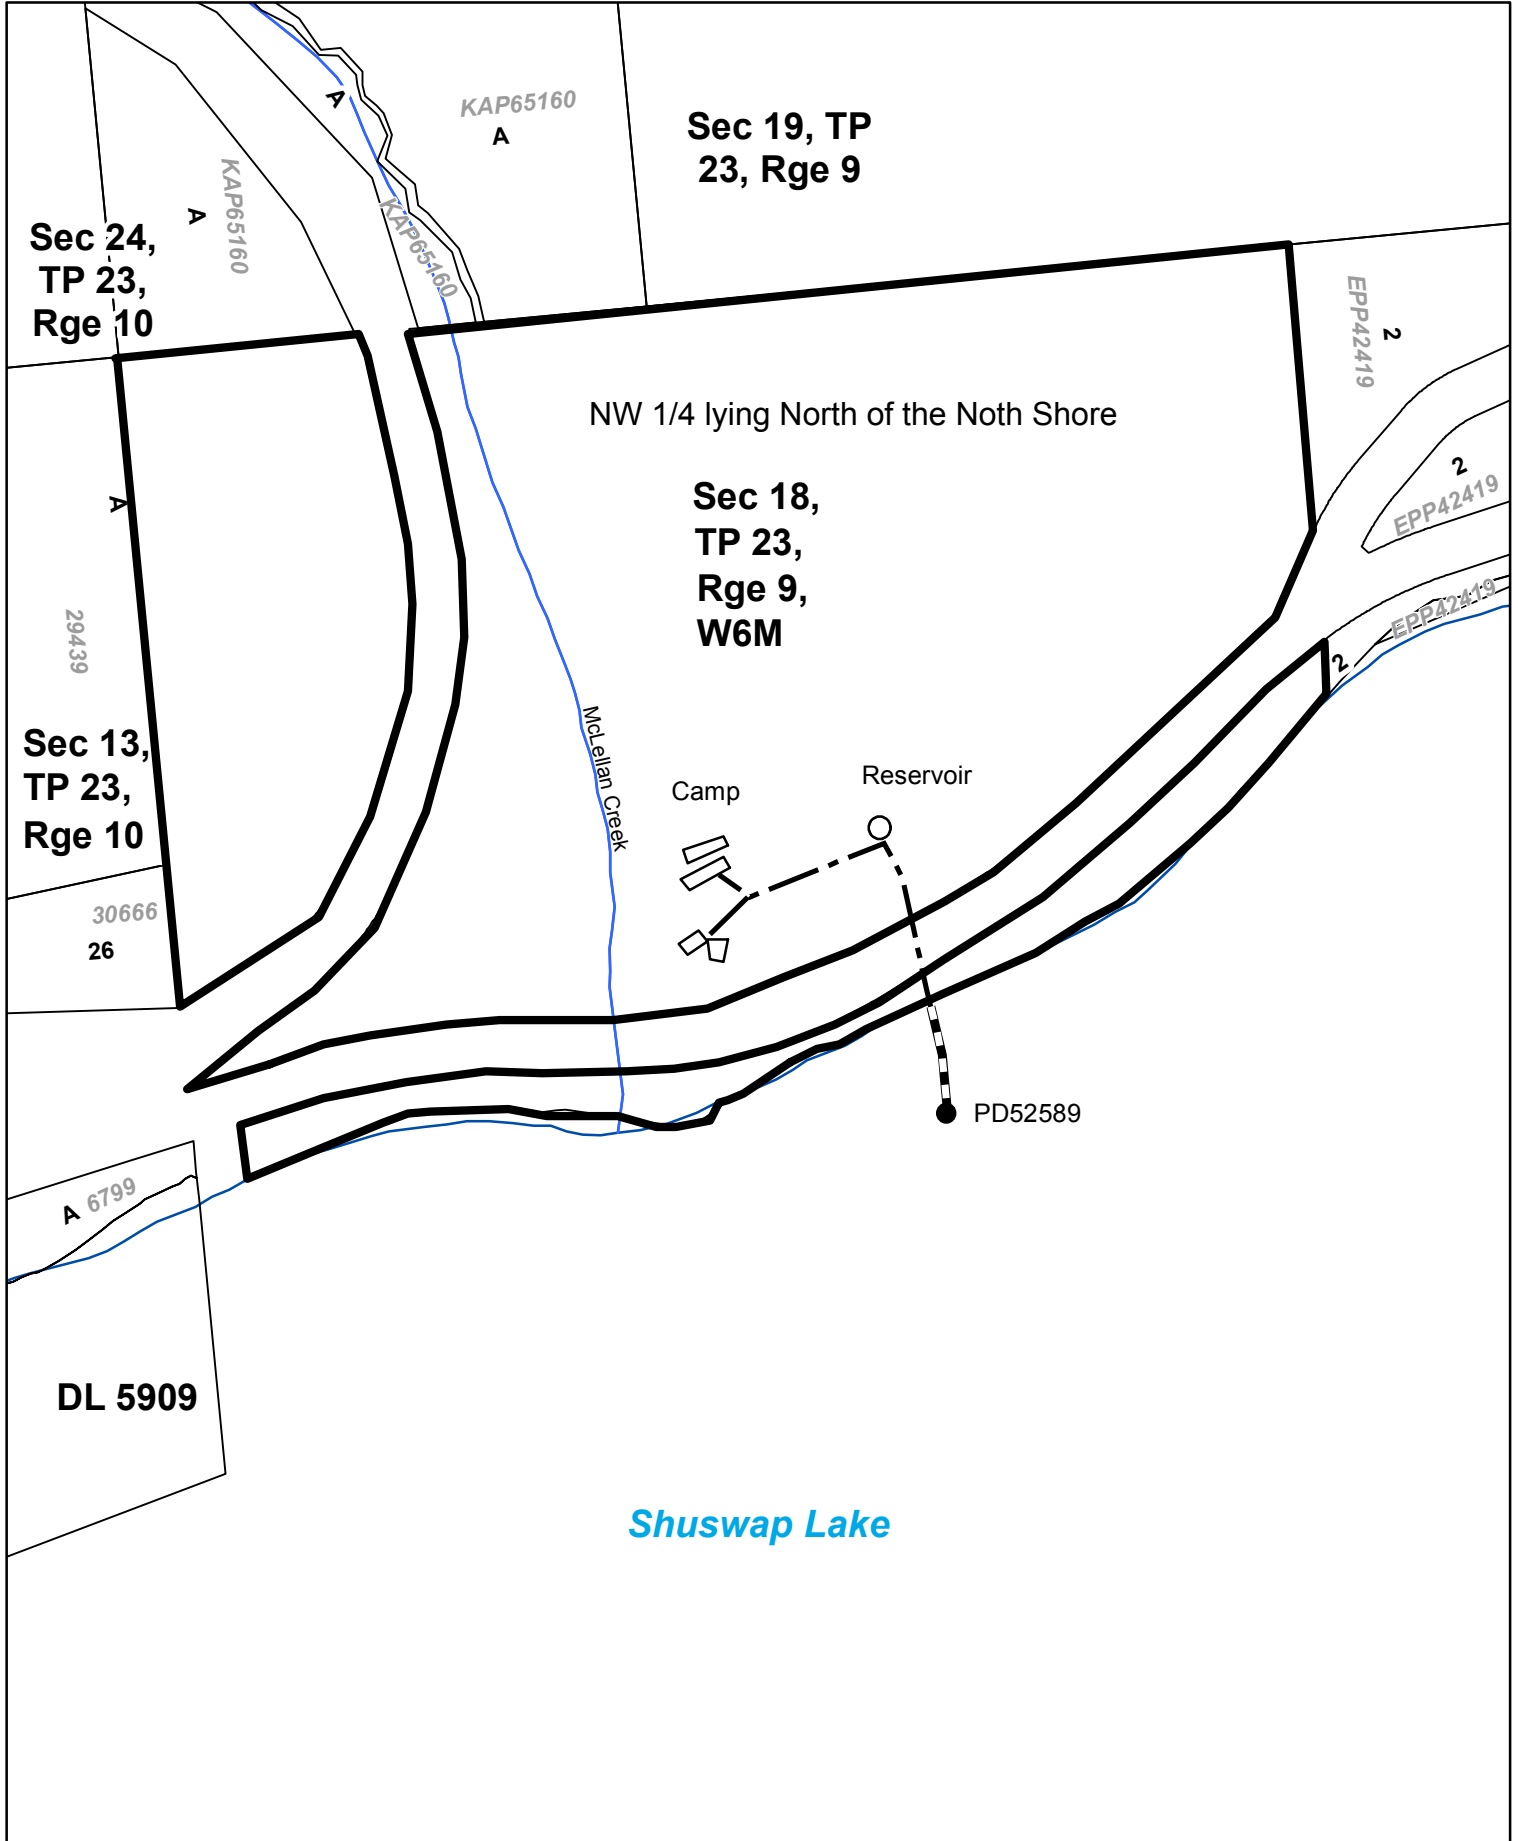 A
KAP65160
A
Sec 19, TP
23, Rge 9
A
KAP65160
KAP65160
Sec 24,
TP 23,
Rge 10
EPP42419
2
NW 1/4 lying North of the Noth Shore
2
EPP42419
A
Sec 18,
TP 23,
Rge 9,
W6M
29439
EPP42419
2
Sec 13,
TP 23,
Rge 10
McLellan Creek
Camp
Reservoir
30666
26
PD52589
A 6799
DL 5909
Shuswap Lake